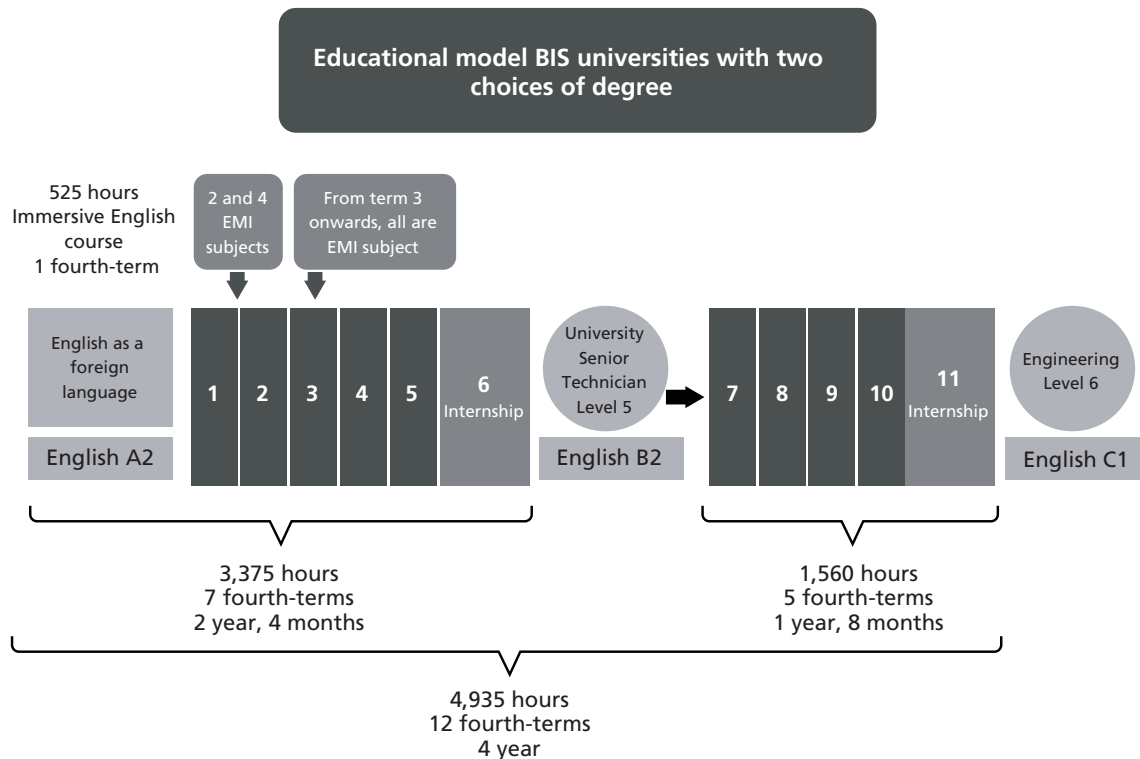 Educational model BIS universities with two
choices of degree
525 hours
Immersive English
course
1 fourth-term
2 and 4
EMI
subjects
From term 3
onwards, all are
EMI subject
English as a
foreign
language
English A2
1
2
3
4
5
6
Internship
University
Senior
Technician
Level 5
English B2
7
8
9
10
11
Internship
Engineering
Level 6
English C1
3,375 hours
7 fourth-terms
2 year, 4 months
1,560 hours
5 fourth-terms
1 year, 8 months
4,935 hours
12 fourth-terms
4 year